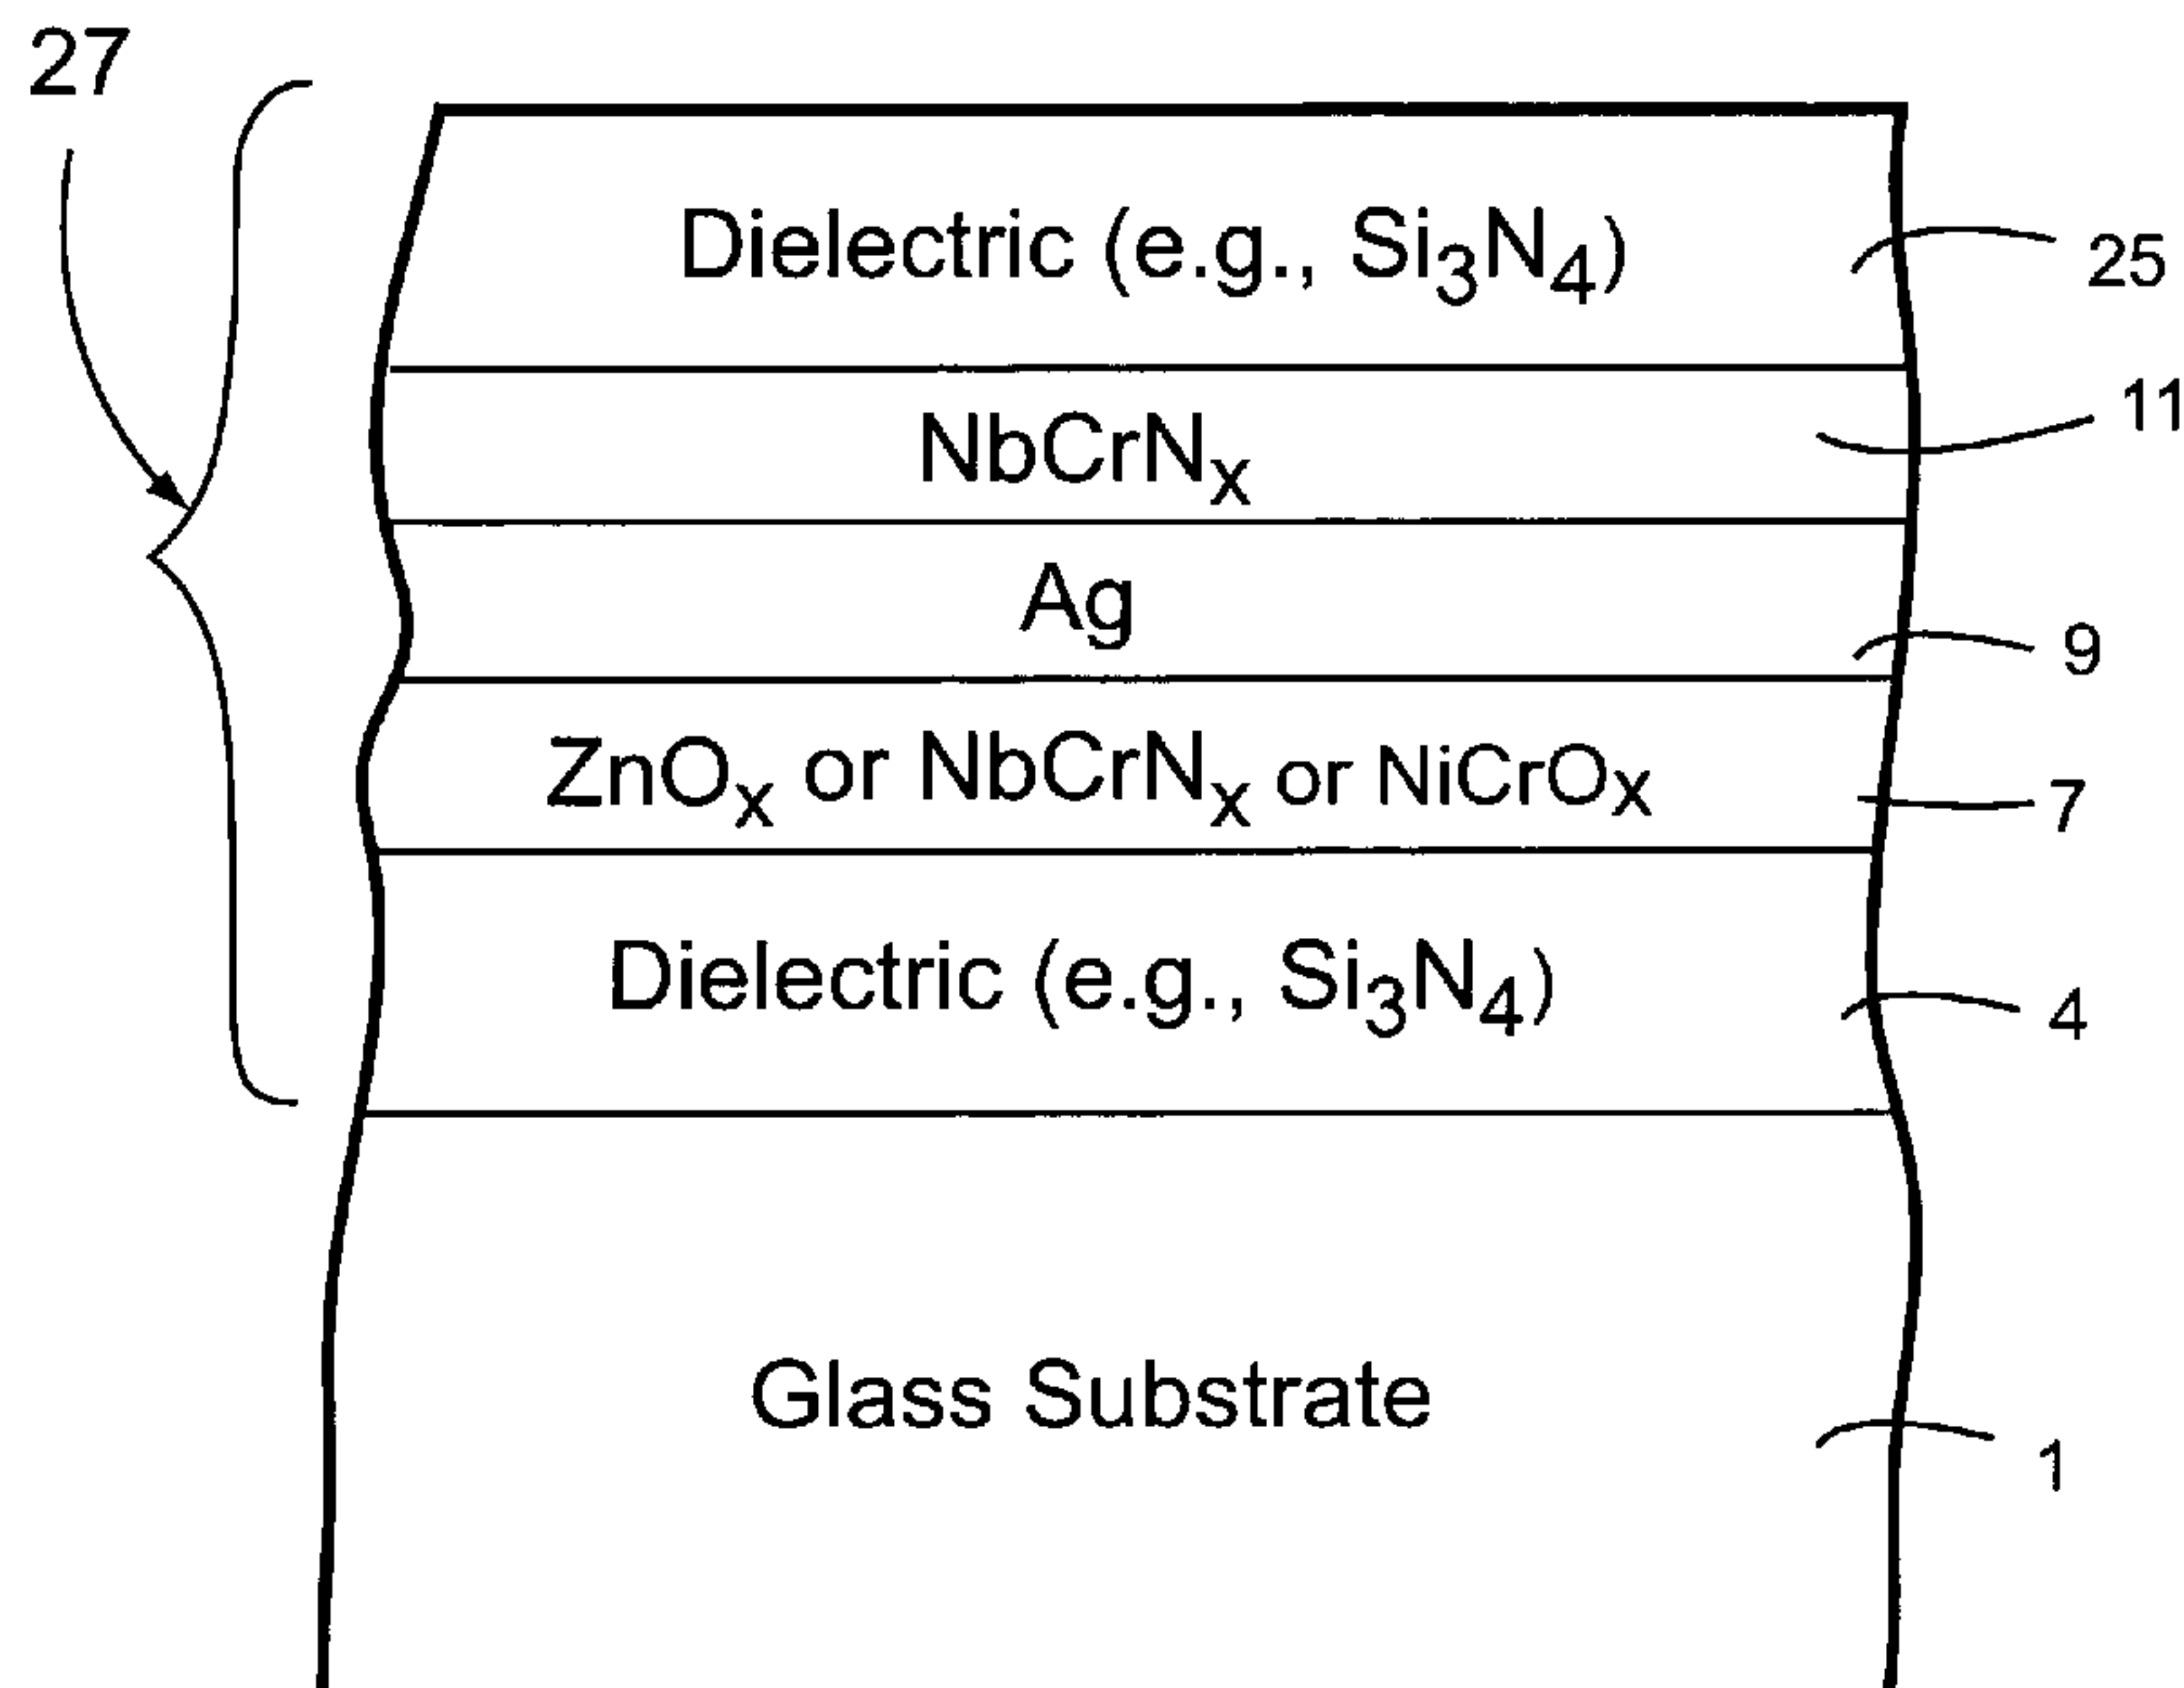 27
Dielectric (e.g., Si₃N₄)
25
NbCrNₓ
11
Ag
9
ZnOₓ or NbCrNₓ or NiCrOₓ
7
Dielectric (e.g., Si₃N₄)
4
Glass Substrate
1